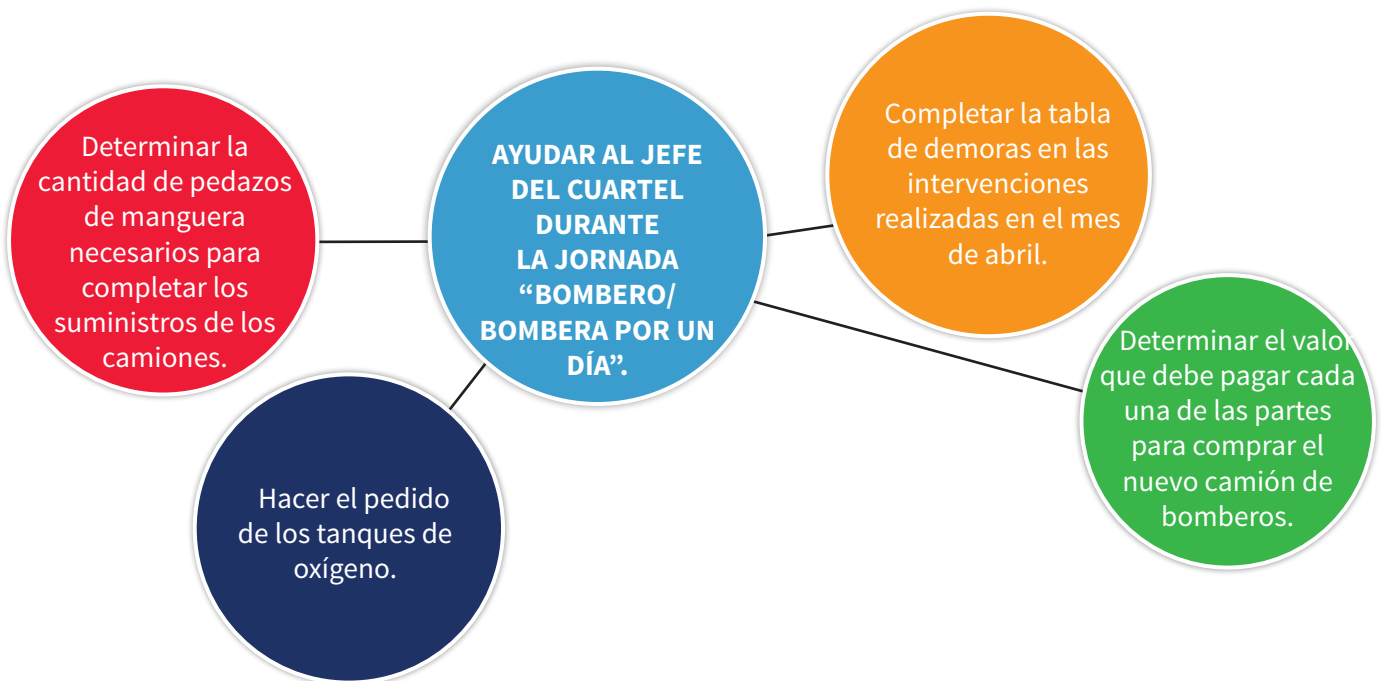 Determinar la
cantidad de pedazos
de manguera
necesarios para
completar los
suministros de los
camiones.
AYUDAR AL JEFE
DEL CUARTEL
DURANTE
LA JORNADA
“BOMBERO/
BOMBERA POR UN
DÍA”.
Completar la tabla
de demoras en las
intervenciones
realizadas en el mes
de abril.
Determinar el valor
que debe pagar cada
una de las partes
para comprar el
nuevo camión de
bomberos.
Hacer el pedido
de los tanques de
oxígeno.